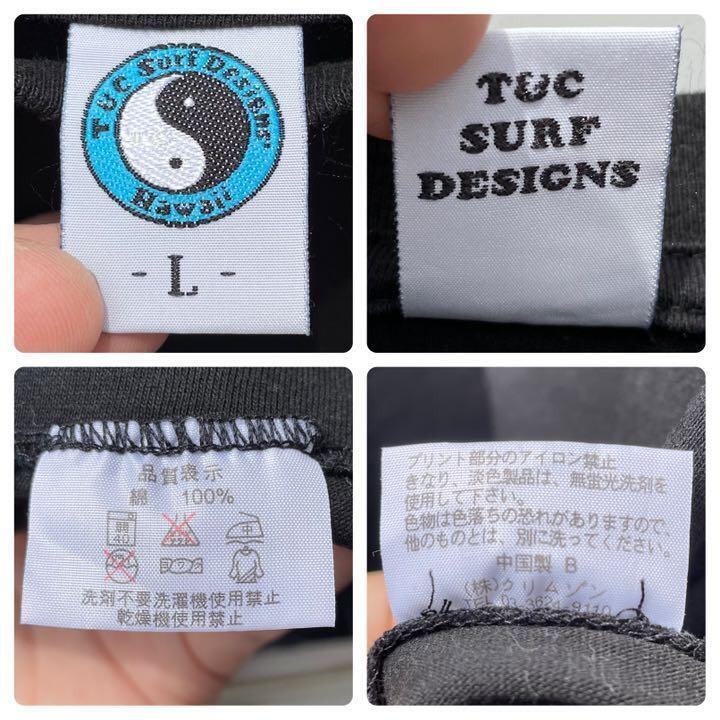 T&C Surf Designs
Hawaii
- L -
T&C
SURF
DESIGNS
品質表示
綿 100%
40
中
洗剤不要洗濯機使用禁止
乾燥機使用禁止
プリント部分のアイロン禁止
きなり、淡色製品は、無蛍光洗剤を
使用して下さい。
色物は色落ちの恐れがありますので、
他のものとは、別に洗ってください。
中国製 B
(株)クリムゾン